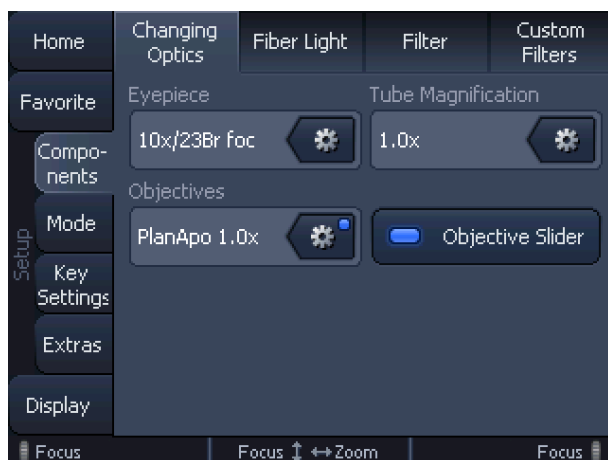 Home
Changing
Optics
Fiber Light
Filter
Custom
Filters
Favorite
Eyepiece
Tube Magnification
10x/23Br foc
1.0x
Compo-
nents
Objectives
Mode
PlanApo 1.0x
Objective Slider
Setup
Key
Settings
Extras
Display
Focus
Focus ↕ ↔ Zoom
Focus